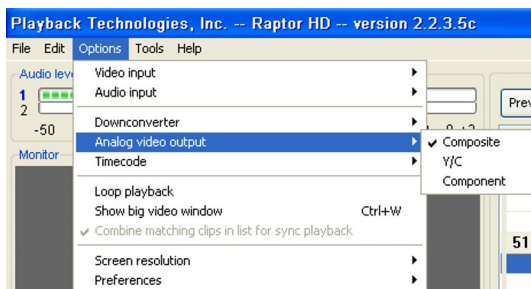 Playback Technologies, Inc. -- Raptor HD -- version 2.2.3.5c
File Edit Options Tools Help
Audio
1
2
-50
Monitor
Video input
Audio input
Downconverter
Analog video output
Timecode
Loop playback
Show big video window Ctrl+W
Combine matching clips in list for sync playback
Screen resolution
Preferences
Composite
Y/C
Component
51